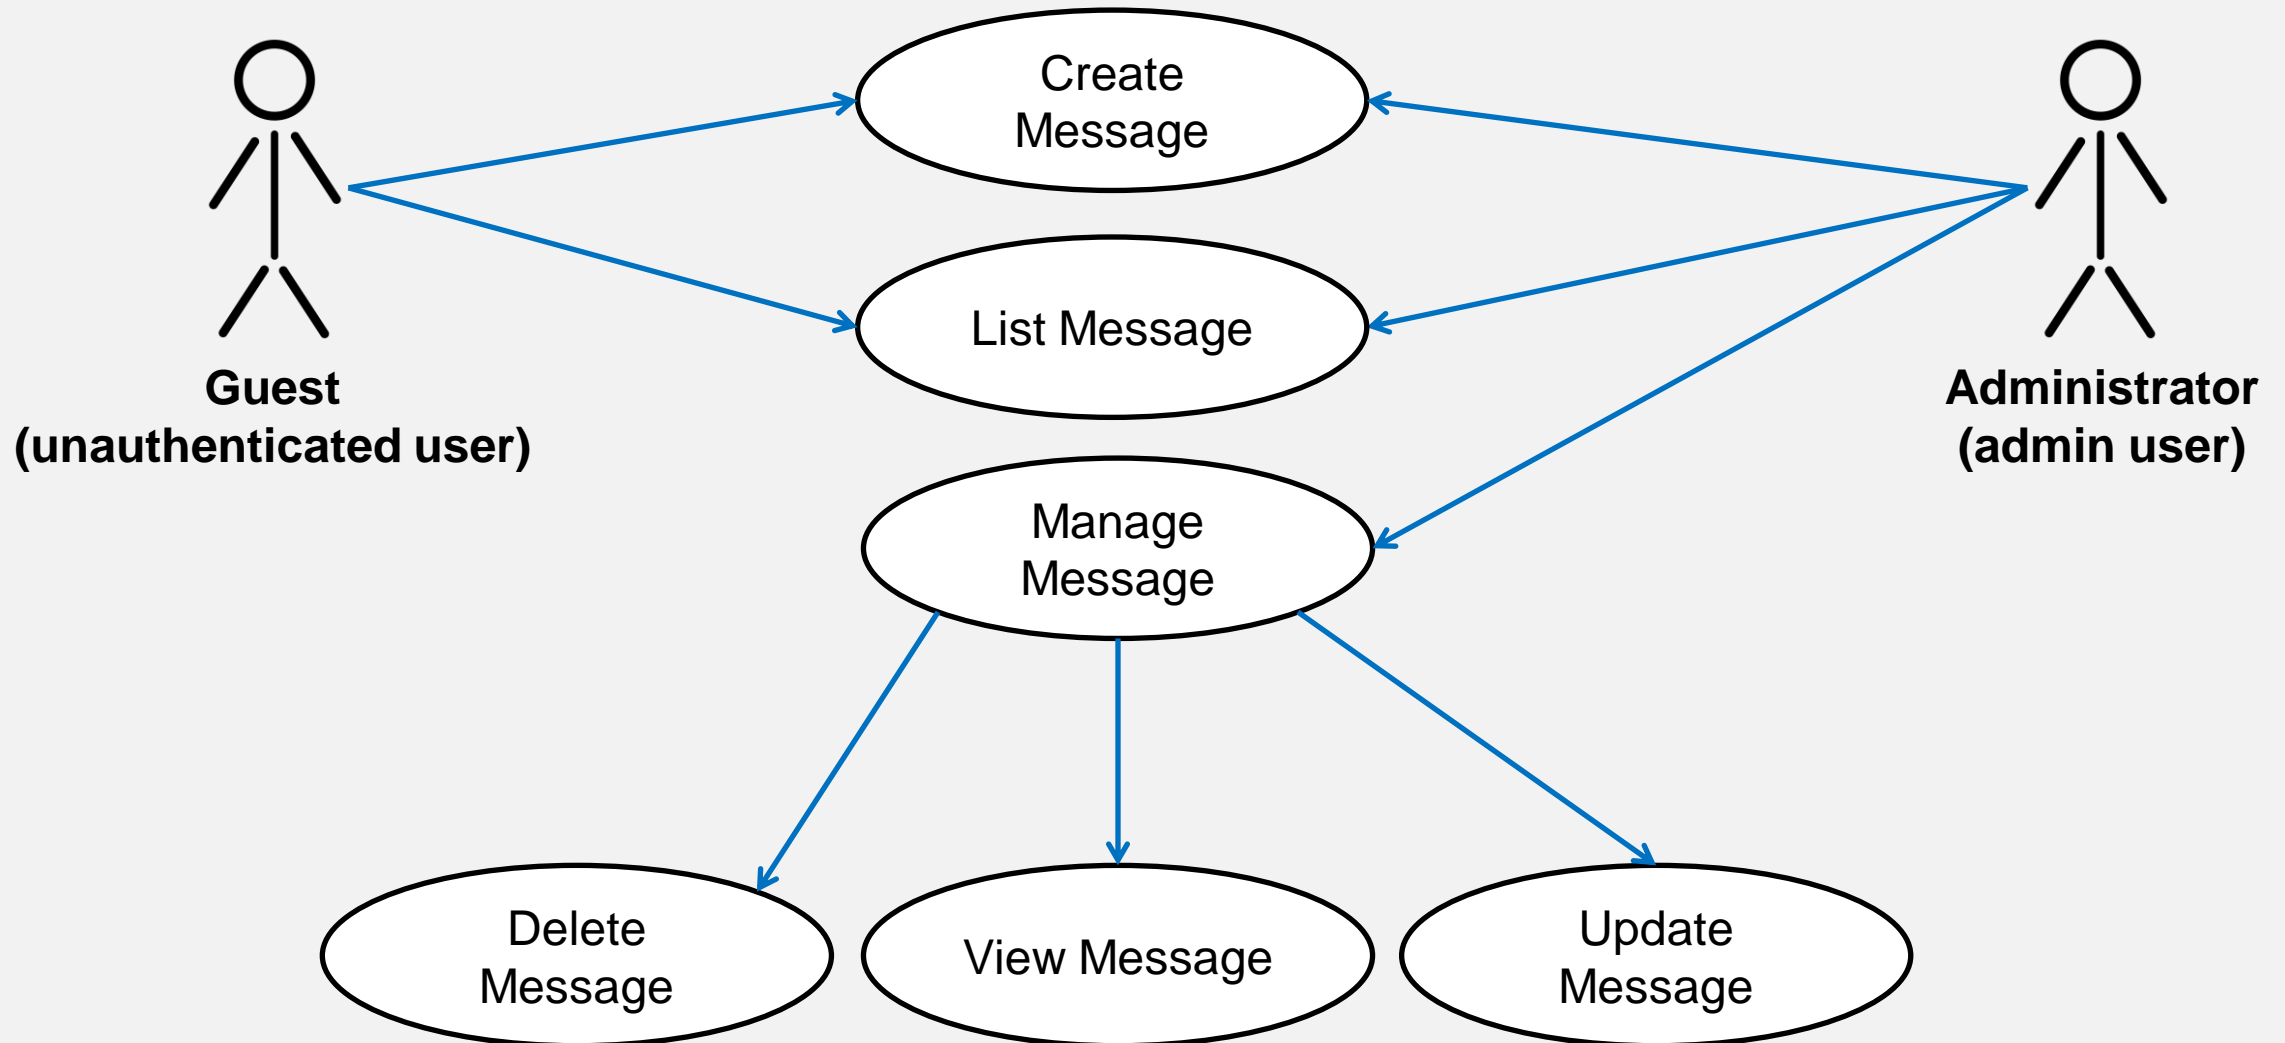 Create
Message
List Message
Guest
(unauthenticated user)
Administrator
(admin user)
Manage
Message
Delete
Message
View Message
Update
Message